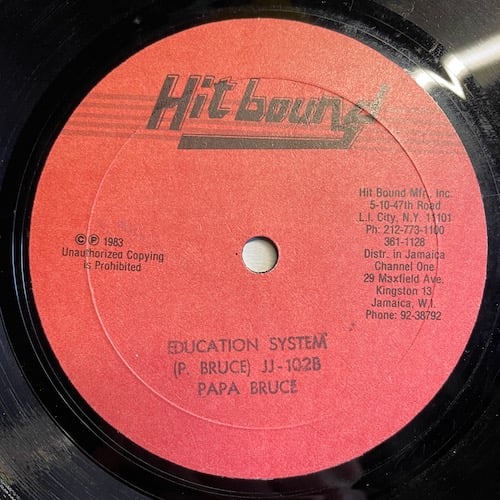 Hit bound
Hit Bound Mfr., Inc.
5-10-47th Road
L.I. City, N.Y. 11101
Ph: 212-773-1100
361-1128
Distr. in Jamaica
Channel One
29 Maxfield Ave.
Kingston 13
Jamaica, W.I.
Phone: 92-38792
© Ⓟ 1983
Unauthorized Copying
is Prohibited
EDUCATION SYSTEM
(P. BRUCE) JJ-102B
PAPA BRUCE